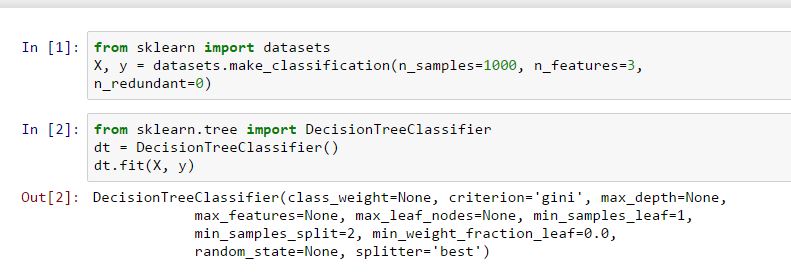 In [1]: from sklearn import datasets
X, y = datasets.make_classification(n_samples=1000, n_features=3,
n_redundant=0)
In [2]: from sklearn.tree import DecisionTreeClassifier
dt = DecisionTreeClassifier()
dt.fit(X, y)
Out[2]: DecisionTreeClassifier(class_weight=None, criterion='gini', max_depth=None,
max_features=None, max_leaf_nodes=None, min_samples_leaf=1,
min_samples_split=2, min_weight_fraction_leaf=0.0,
random_state=None, splitter='best')